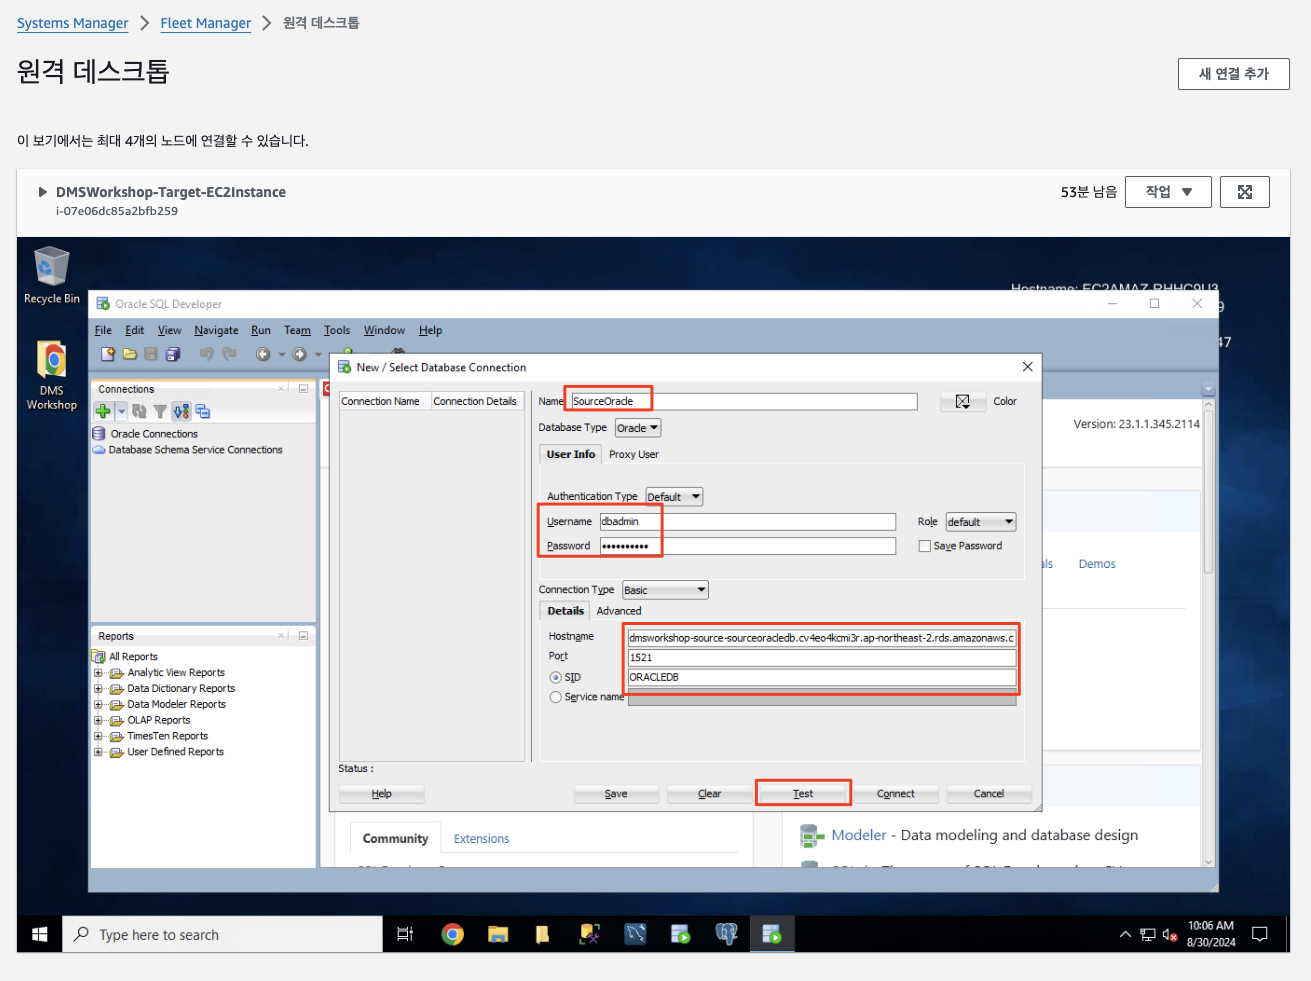 Systems Manager > Fleet Manager > 원격 데스크톱
원격 데스크톱
새 연결 추가
이 보기에서는 최대 4개의 노드에 연결할 수 있습니다.
DMSWorkshop-Target-EC2Instance
i-07e06dc85a2bfb259
53분 남음
작업
Recycle Bin
DMS
Workshop
Oracle SQL Developer
File Edit View Navigate Run Team Tools Window Help
Connections
Oracle Connections
Database Schema Service Connections
Reports
All Reports
Analytic View Reports
Data Dictionary Reports
Data Modeler Reports
OLAP Reports
TimesTen Reports
User Defined Reports
New / Select Database Connection
Connection Name Connection Details
Name SourceOracle
Color
Database Type Oracle
User Info Proxy User
Authentication Type Default
Username dbadmin
Role default
Password ••••••••••
Save Password
Connection Type Basic
Details Advanced
Hostname dmsworkshop-source-sourceoracledb.cv4eo4kcmi3r.ap-northeast-2.rds.amazonaws.c
Port 1521
SID ORACLEDB
Service name
Status :
Help Save Clear Test Connect Cancel
Version: 23.1.1.345.2114
Demos
Community Extensions
Modeler - Data modeling and database design
Type here to search
10:06 AM
8/30/2024